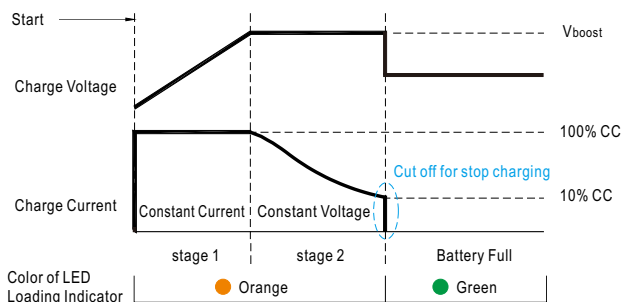 Start
Vboost
Charge Voltage
100% CC
Cut off for stop charging
10% CC
Charge Current
Constant Current
Constant Voltage
stage 1
stage 2
Battery Full
Color of LED
Loading Indicator
Orange
Green